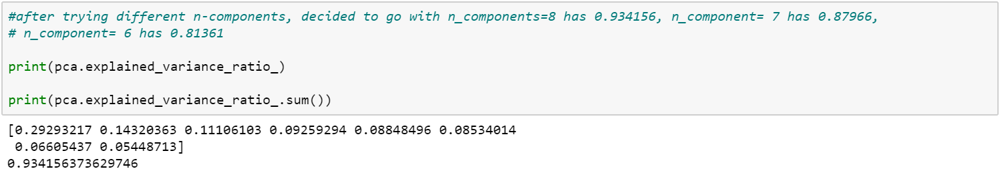 #after trying different n-components, decided to go with n_components=8 has 0.934156, n_component= 7 has 0.87966,
# n_component= 6 has 0.81361
print(pca.explained_variance_ratio_)
print(pca.explained_variance_ratio_.sum())
[0.29293217 0.14320363 0.11106103 0.09259294 0.08848496 0.08534014
0.06605437 0.05448713]
0.934156373629746